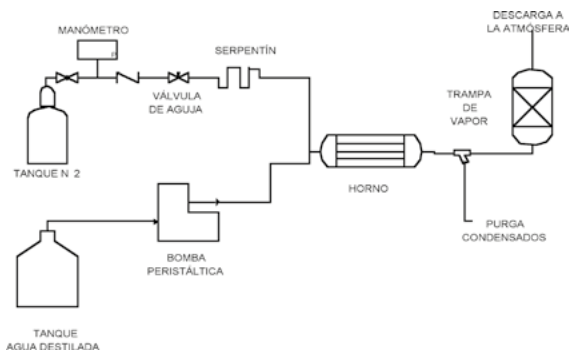 DESCARGA A
LA ATMÓSFERA
MANÓMETRO
P
SERPENTÍN
VÁLVULA
DE AGUJA
TRAMPA
DE
VAPOR
TANQUE N 2
HORNO
PURGA
CONDENSADOS
BOMBA
PERISTÁLTICA
TANQUE
AGUA DESTILADA